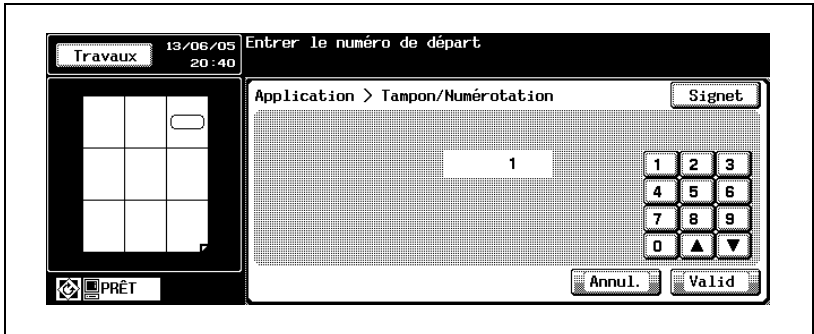 Travaux
13/06/05
20:40
Entrer le numéro de départ
Application > Tampon/Numérotation
Signet
1
1 2 3
4 5 6
7 8 9
0 ▲ ▼
Annul. Valid
PRÊT